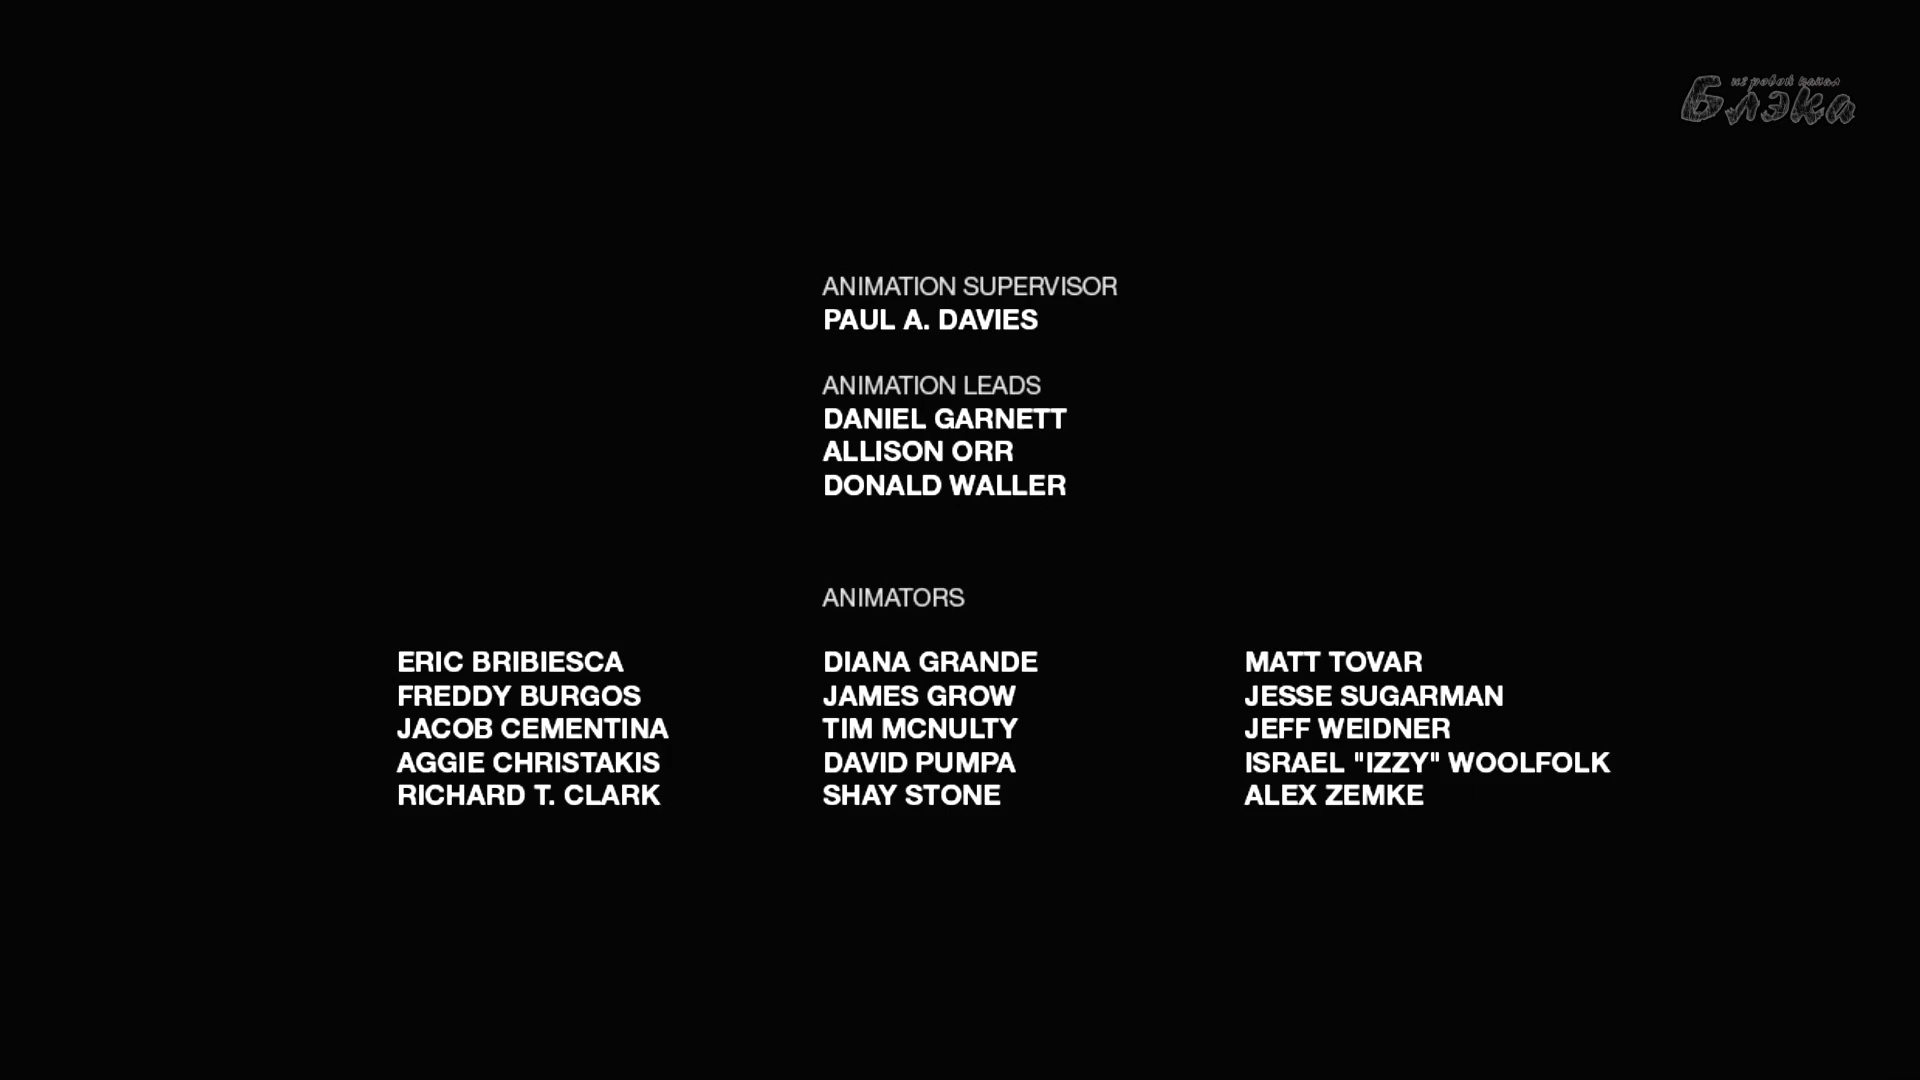 игровой канал
Блэка
ANIMATION SUPERVISOR
PAUL A. DAVIES
ANIMATION LEADS
DANIEL GARNETT
ALLISON ORR
DONALD WALLER
ANIMATORS
ERIC BRIBIESCA
FREDDY BURGOS
JACOB CEMENTINA
AGGIE CHRISTAKIS
RICHARD T. CLARK
DIANA GRANDE
JAMES GROW
TIM MCNULTY
DAVID PUMPA
SHAY STONE
MATT TOVAR
JESSE SUGARMAN
JEFF WEIDNER
ISRAEL "IZZY" WOOLFOLK
ALEX ZEMKE